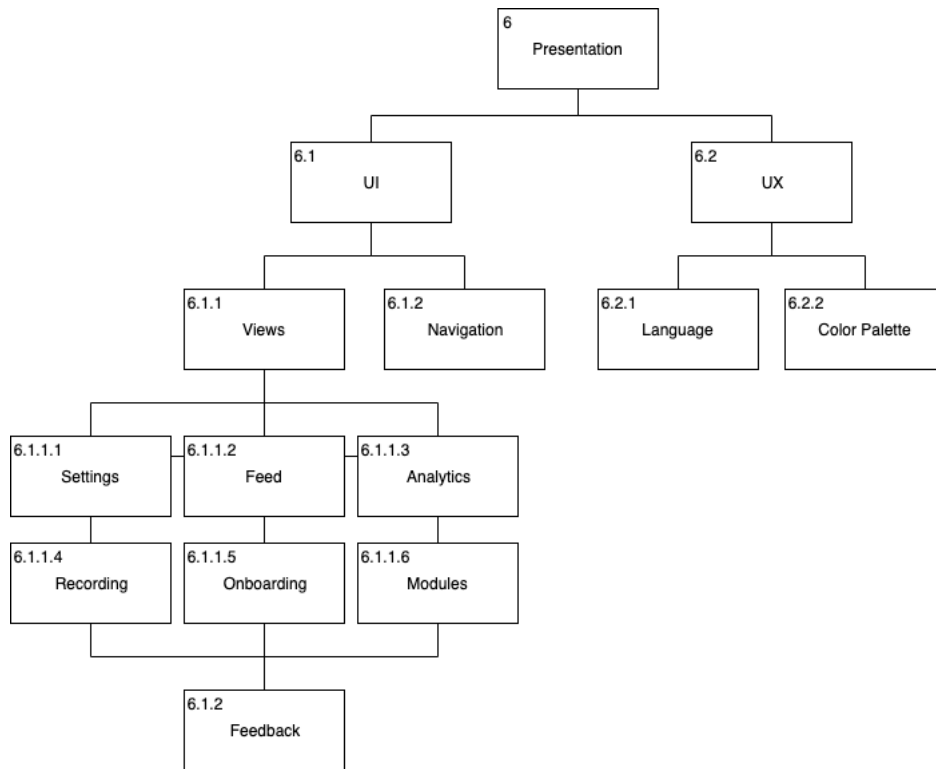 6
Presentation
6.1
UI
6.2
UX
6.1.1
Views
6.1.2
Navigation
6.2.1
Language
6.2.2
Color Palette
6.1.1.1
Settings
6.1.1.2
Feed
6.1.1.3
Analytics
6.1.1.4
Recording
6.1.1.5
Onboarding
6.1.1.6
Modules
6.1.2
Feedback